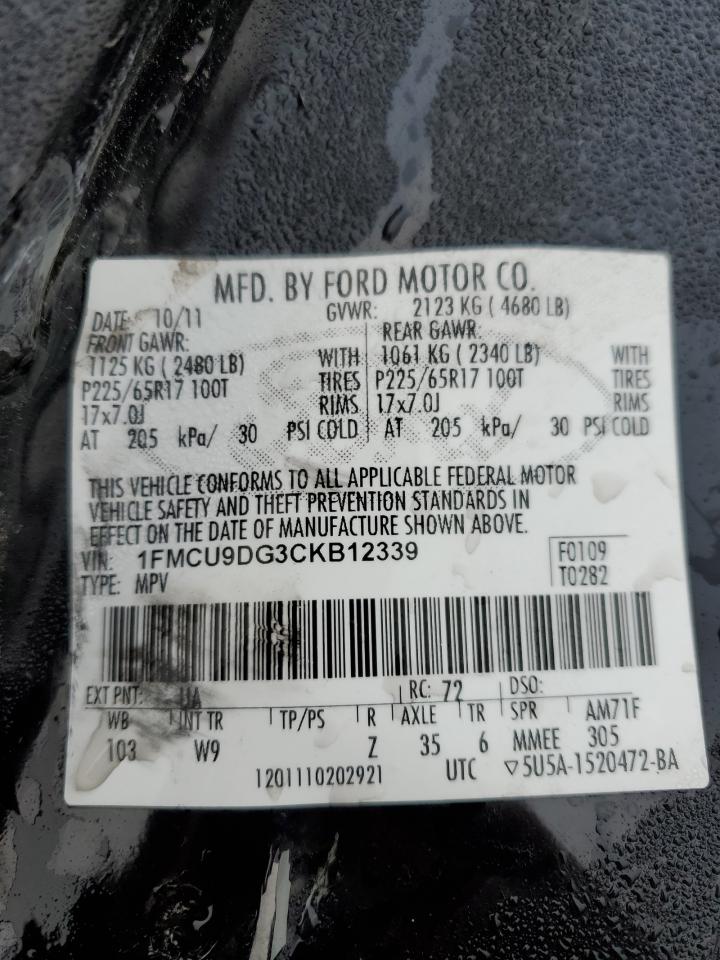 MFD. BY FORD MOTOR CO.
DATE: 10/11 GVWR: 2123 KG ( 4680 LB)
FRONT GAWR: REAR GAWR:
1125 KG ( 2480 LB) WITH 1061 KG ( 2340 LB) WITH
P225/65R17 100T TIRES P225/65R17 100T TIRES
17x7.0J RIMS 17x7.0J RIMS
AT 205 kPa/ 30 PSI COLD AT 205 kPa/ 30 PSI COLD
THIS VEHICLE CONFORMS TO ALL APPLICABLE FEDERAL MOTOR
VEHICLE SAFETY AND THEFT PREVENTION STANDARDS IN
EFFECT ON THE DATE OF MANUFACTURE SHOWN ABOVE.
VIN: 1FMCU9DG3CKB12339 F0109
TYPE: MPV T0282
EXT PNT: UA RC: 72 DSO:
WB INT TR TP/PS R AXLE TR SPR AM71F
103 W9 Z 35 6 MMEE 305
1201110202921 UTC ▽5U5A-1520472-BA